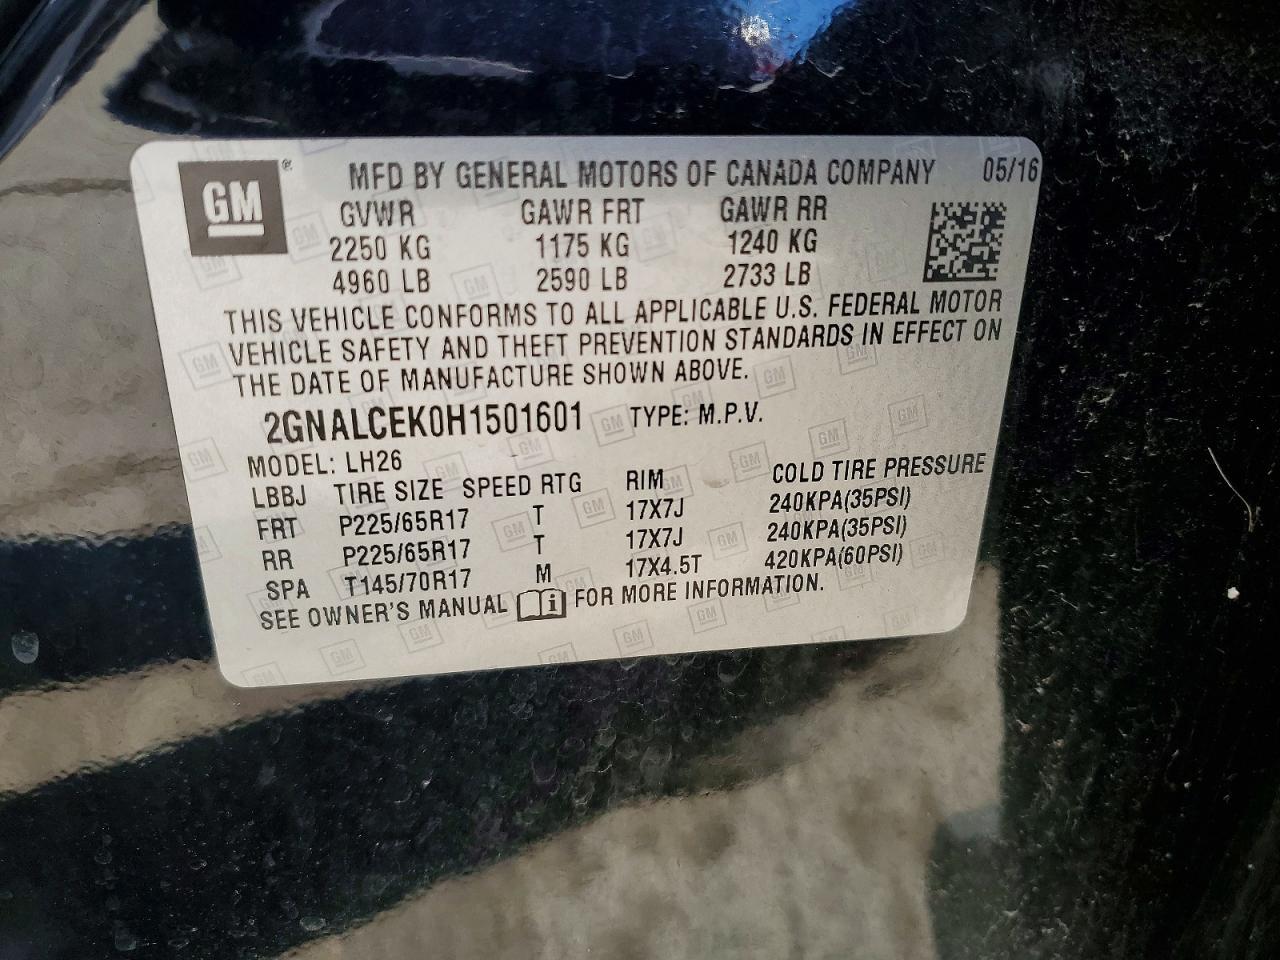 GM® MFD BY GENERAL MOTORS OF CANADA COMPANY 05/16
GVWR GAWR FRT GAWR RR
2250 KG 1175 KG 1240 KG
4960 LB 2590 LB 2733 LB
THIS VEHICLE CONFORMS TO ALL APPLICABLE U.S. FEDERAL MOTOR
VEHICLE SAFETY AND THEFT PREVENTION STANDARDS IN EFFECT ON
THE DATE OF MANUFACTURE SHOWN ABOVE.
2GNALCEK0H1501601 TYPE: M.P.V.
MODEL: LH26
LBBJ TIRE SIZE SPEED RTG RIM COLD TIRE PRESSURE
FRT P225/65R17 T 17X7J 240KPA(35PSI)
RR P225/65R17 T 17X7J 240KPA(35PSI)
SPA T145/70R17 M 17X4.5T 420KPA(60PSI)
SEE OWNER'S MANUAL i FOR MORE INFORMATION.